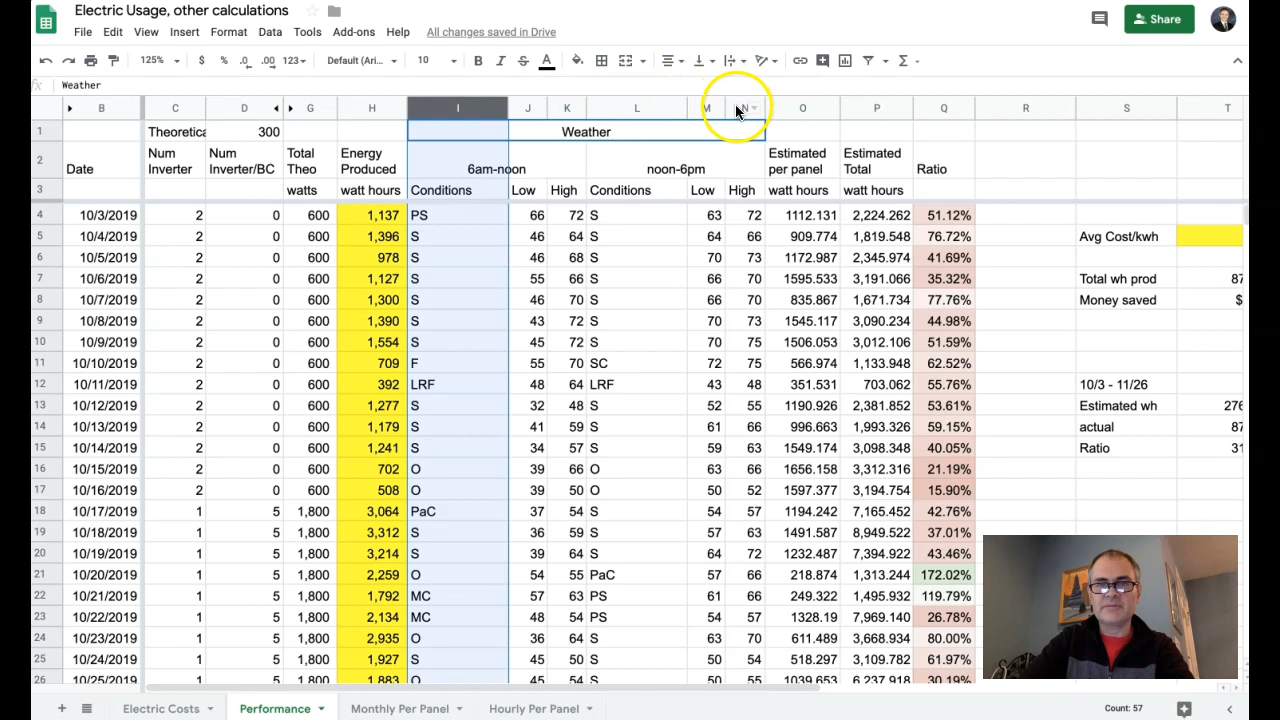 Electric Usage, other calculations
File Edit View Insert Format Data Tools Add-ons Help All changes saved in Drive
Share
125% $ % .0 .00 123 Default (Ari... 10 B I S A Σ
fx Weather
B C D G H I J K L M N O P Q R S T
1 Theoretica 300 Weather
2 Date Num Inverter Num Inverter/BC Total Theo Energy Produced 6am-noon noon-6pm Estimated per panel Estimated Total Ratio
3 watts watt hours Conditions Low High Conditions Low High watt hours watt hours
4 10/3/2019 2 0 600 1,137 PS 66 72 S 63 72 1112.131 2,224.262 51.12%
5 10/4/2019 2 0 600 1,396 S 46 64 S 64 66 909.774 1,819.548 76.72% Avg Cost/kwh
6 10/5/2019 2 0 600 978 S 46 68 S 70 73 1172.987 2,345.974 41.69%
7 10/6/2019 2 0 600 1,127 S 55 66 S 66 70 1595.533 3,191.066 35.32% Total wh prod 87
8 10/7/2019 2 0 600 1,300 S 46 70 S 66 70 835.867 1,671.734 77.76% Money saved $
9 10/8/2019 2 0 600 1,390 S 43 72 S 70 73 1545.117 3,090.234 44.98%
10 10/9/2019 2 0 600 1,554 S 45 72 S 70 75 1506.053 3,012.106 51.59%
11 10/10/2019 2 0 600 709 F 55 70 SC 72 75 566.974 1,133.948 62.52%
12 10/11/2019 2 0 600 392 LRF 48 64 LRF 43 48 351.531 703.062 55.76% 10/3 - 11/26
13 10/12/2019 2 0 600 1,277 S 32 48 S 52 55 1190.926 2,381.852 53.61% Estimated wh 276
14 10/13/2019 2 0 600 1,179 S 41 59 S 61 66 996.663 1,993.326 59.15% actual 87
15 10/14/2019 2 0 600 1,241 S 34 57 S 59 63 1549.174 3,098.348 40.05% Ratio 31
16 10/15/2019 2 0 600 702 O 39 66 O 63 66 1656.158 3,312.316 21.19%
17 10/16/2019 2 0 600 508 O 39 50 O 50 52 1597.377 3,194.754 15.90%
18 10/17/2019 1 5 1,800 3,064 PaC 37 54 S 54 57 1194.242 7,165.452 42.76%
19 10/18/2019 1 5 1,800 3,312 S 36 59 S 57 63 1491.587 8,949.522 37.01%
20 10/19/2019 1 5 1,800 3,214 S 39 64 S 64 72 1232.487 7,394.922 43.46%
21 10/20/2019 1 5 1,800 2,259 O 54 55 PaC 57 66 218.874 1,313.244 172.02%
22 10/21/2019 1 5 1,800 1,792 MC 57 63 PS 61 66 249.322 1,495.932 119.79%
23 10/22/2019 1 5 1,800 2,134 MC 48 54 PS 54 57 1328.19 7,969.140 26.78%
24 10/23/2019 1 5 1,800 2,935 O 36 64 S 63 70 611.489 3,668.934 80.00%
25 10/24/2019 1 5 1,800 1,927 S 45 50 S 50 54 518.297 3,109.782 61.97%
26 10/25/2019 1 5 1,800 1,883 O 45 50 S 50 55 1039.653 6,237.918 30.19%
Electric Costs Performance Monthly Per Panel Hourly Per Panel Count: 57